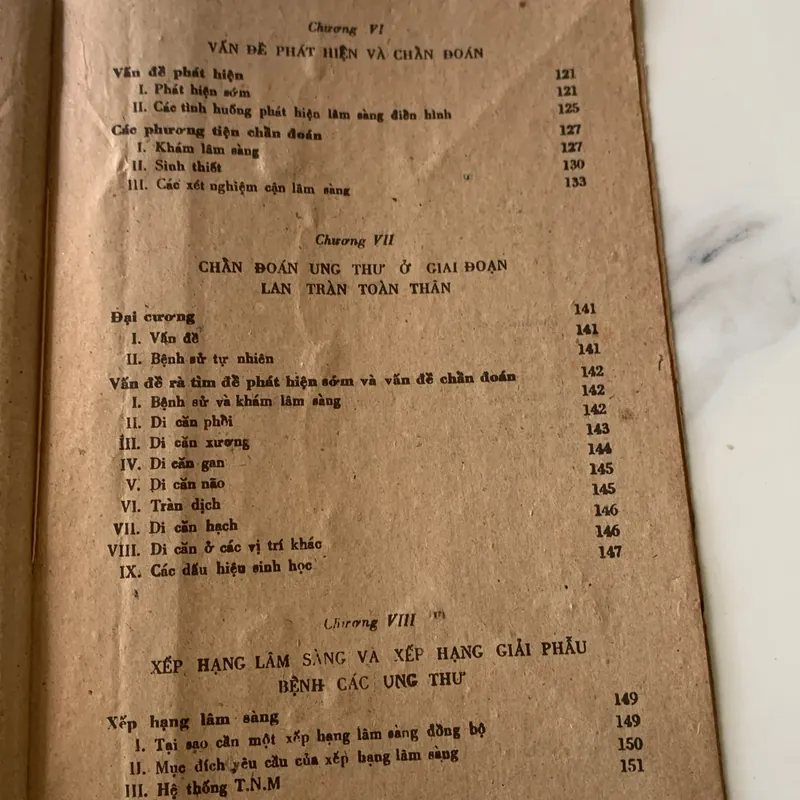 Chương VI
VẤN ĐỀ PHÁT HIỆN VÀ CHẨN ĐOÁN
Vấn đề phát hiện 121
I. Phát hiện sớm 121
II. Các tình huống phát hiện lâm sàng điển hình 125
Các phương tiện chẩn đoán 127
I. Khám lâm sàng 127
II. Sinh thiết 130
III. Các xét nghiệm cận lâm sàng 133
Chương VII
CHẨN ĐOÁN UNG THƯ Ở GIAI ĐOẠN
LAN TRÀN TOÀN THÂN
Đại cương 141
I. Vấn đề 141
II. Bệnh sử tự nhiên 141
Vấn đề rà tìm để phát hiện sớm và vấn đề chẩn đoán 142
I. Bệnh sử và khám lâm sàng 142
II. Di căn phổi 142
III. Di căn xương 143
IV. Di căn gan 144
V. Di căn não 145
VI. Tràn dịch 145
VII. Di căn hạch 146
VIII. Di căn ở các vị trí khác 146
IX. Các dấu hiệu sinh học 147
Chương VIII
XẾP HẠNG LÂM SÀNG VÀ XẾP HẠNG GIẢI PHẪU
BỆNH CÁC UNG THƯ
Xếp hạng lâm sàng 149
I. Tại sao cần một xếp hạng lâm sàng đồng bộ 149
II. Mục đích yêu cầu của xếp hạng lâm sàng 150
III. Hệ thống T.N.M 151